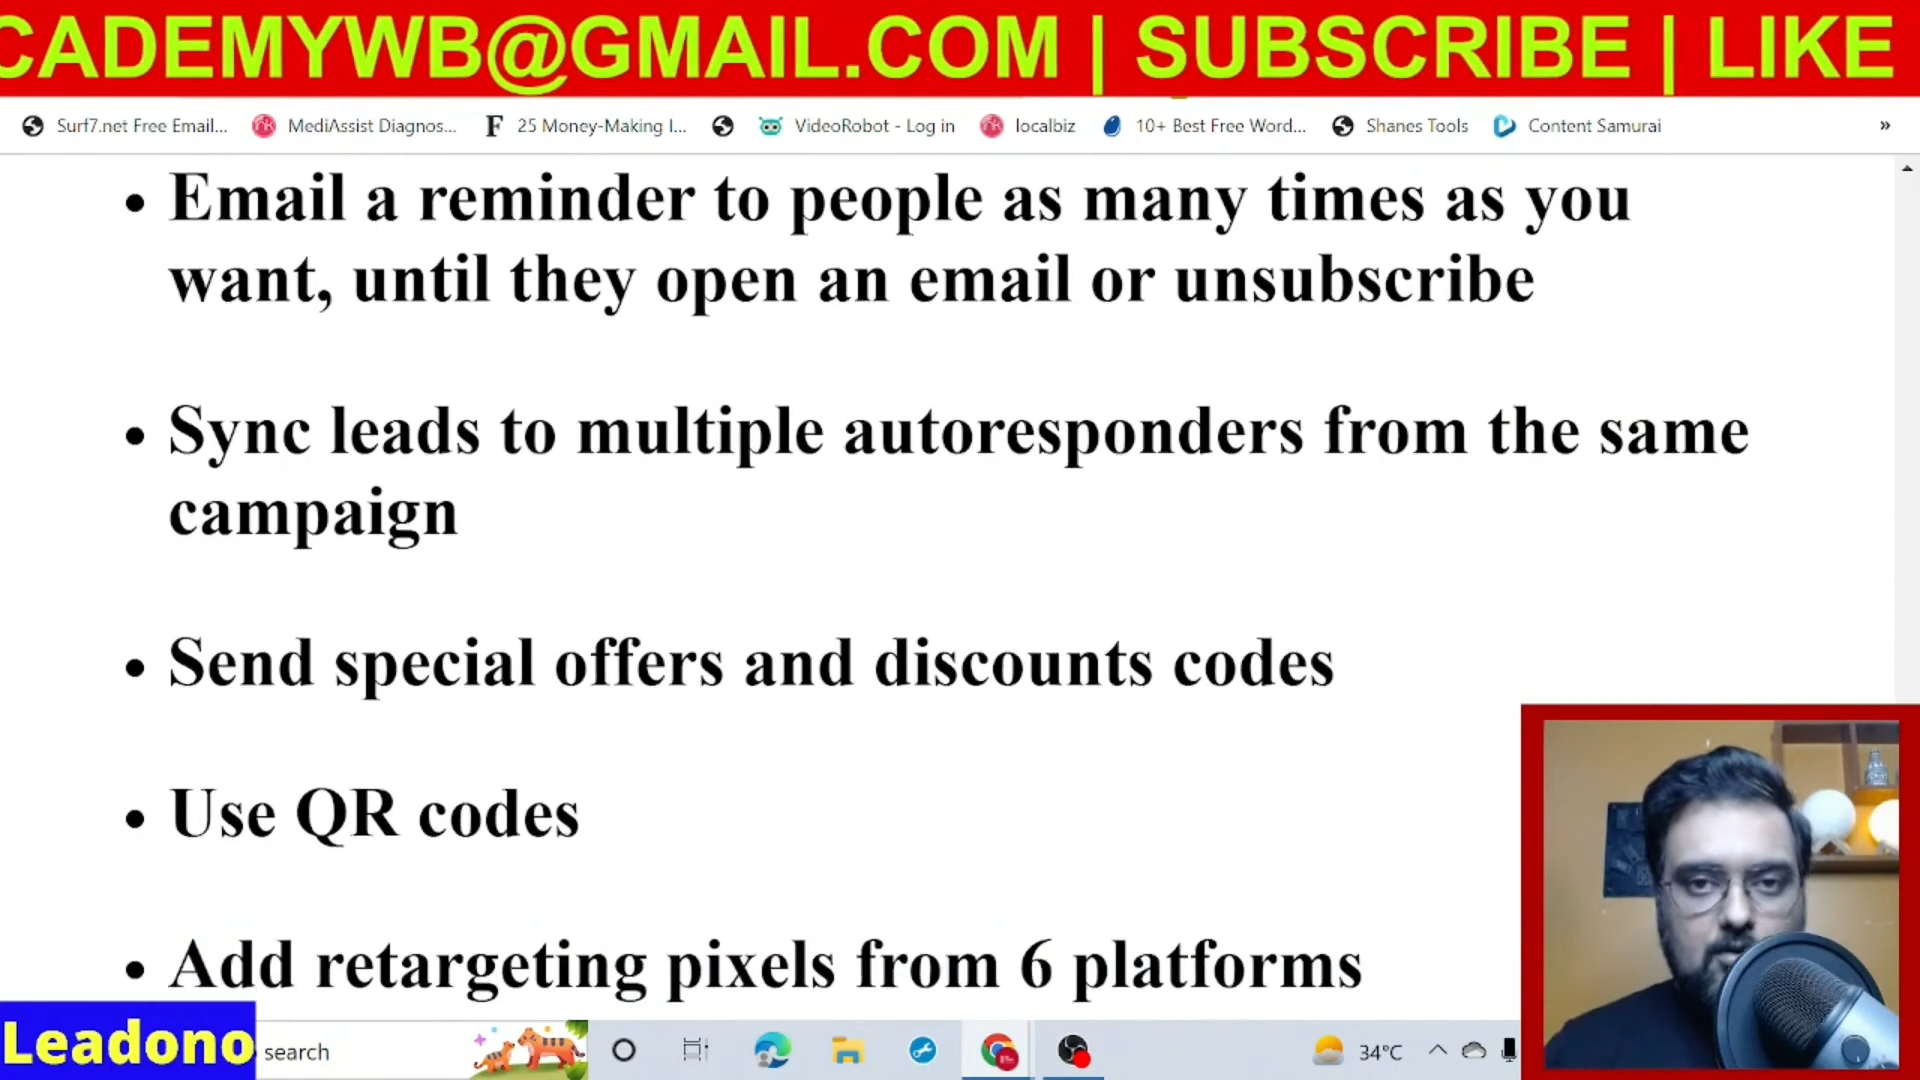 CADEMYWB@GMAIL.COM | SUBSCRIBE | LIKE
Surf7.net Free Email... MediAssist Diagnos... 25 Money-Making I... VideoRobot - Log in localbiz 10+ Best Free Word... Shanes Tools Content Samurai »
• Email a reminder to people as many times as you
want, until they open an email or unsubscribe
• Sync leads to multiple autoresponders from the same
campaign
• Send special offers and discounts codes
• Use QR codes
• Add retargeting pixels from 6 platforms
Leadono search 34°C